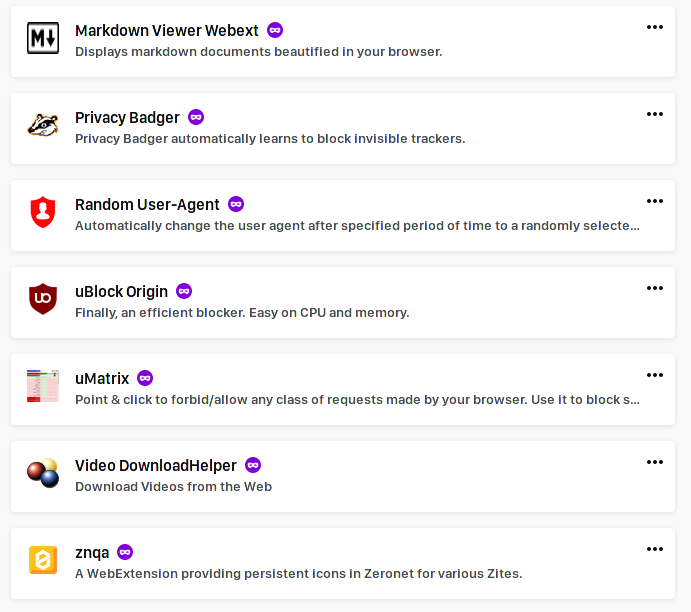 M↓
Markdown Viewer Webext
Displays markdown documents beautified in your browser.
Privacy Badger
Privacy Badger automatically learns to block invisible trackers.
Random User-Agent
Automatically change the user agent after specified period of time to a randomly selecte...
uBlock Origin
Finally, an efficient blocker. Easy on CPU and memory.
uMatrix
Point & click to forbid/allow any class of requests made by your browser. Use it to block s...
Video DownloadHelper
Download Videos from the Web
znqa
A WebExtension providing persistent icons in Zeronet for various Zites.